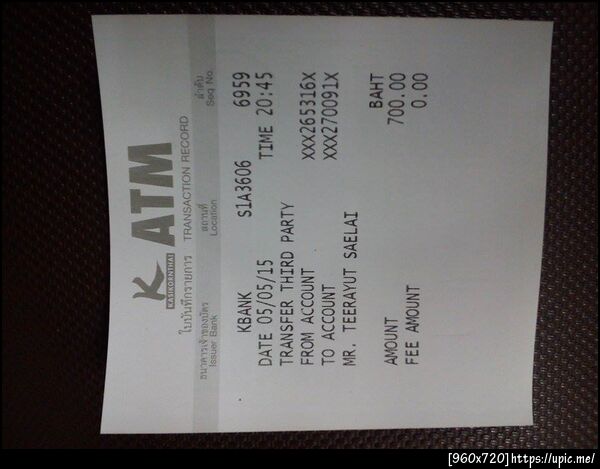 K ATM
KASIKORNTHAI
ใบบันทึกรายการ TRANSACTION RECORD
ธนาคารเจ้าของบัตร สถานที่ ลำดับ
Issuer Bank Location Seq No.
KBANK S1A3606 6959
DATE 05/05/15 TIME 20:45
TRANSFER THIRD PARTY
FROM ACCOUNT XXX265316X
TO ACCOUNT XXX270091X
MR. TEERAYUT SAELAI
BAHT
AMOUNT 700.00
FEE AMOUNT 0.00
[960x720]https://upic.me/